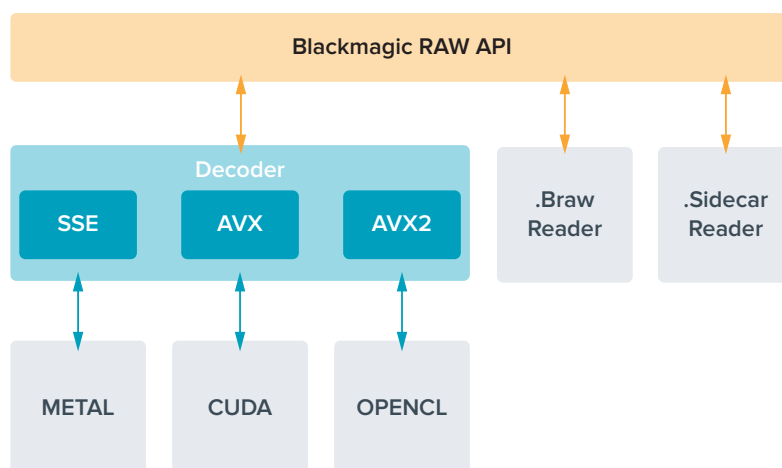 Blackmagic RAW API
Decoder
SSE
AVX
AVX2
.Braw
Reader
.Sidecar
Reader
METAL
CUDA
OPENCL